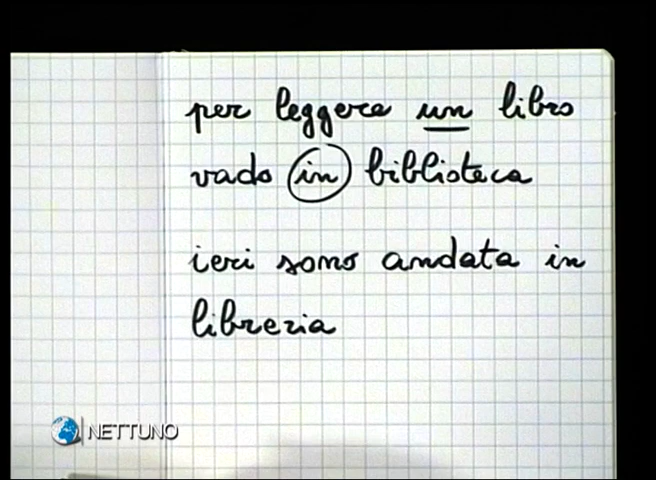 per leggere un libro
vado in biblioteca
ieri sono andata in
libreria
NETTUNO